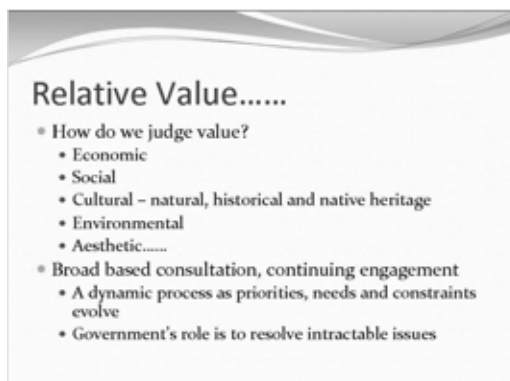 Relative Value......
How do we judge value?
Economic
Social
Cultural – natural, historical and native heritage
Environmental
Aesthetic......
Broad based consultation, continuing engagement
A dynamic process as priorities, needs and constraints
evolve
Government's role is to resolve intractable issues